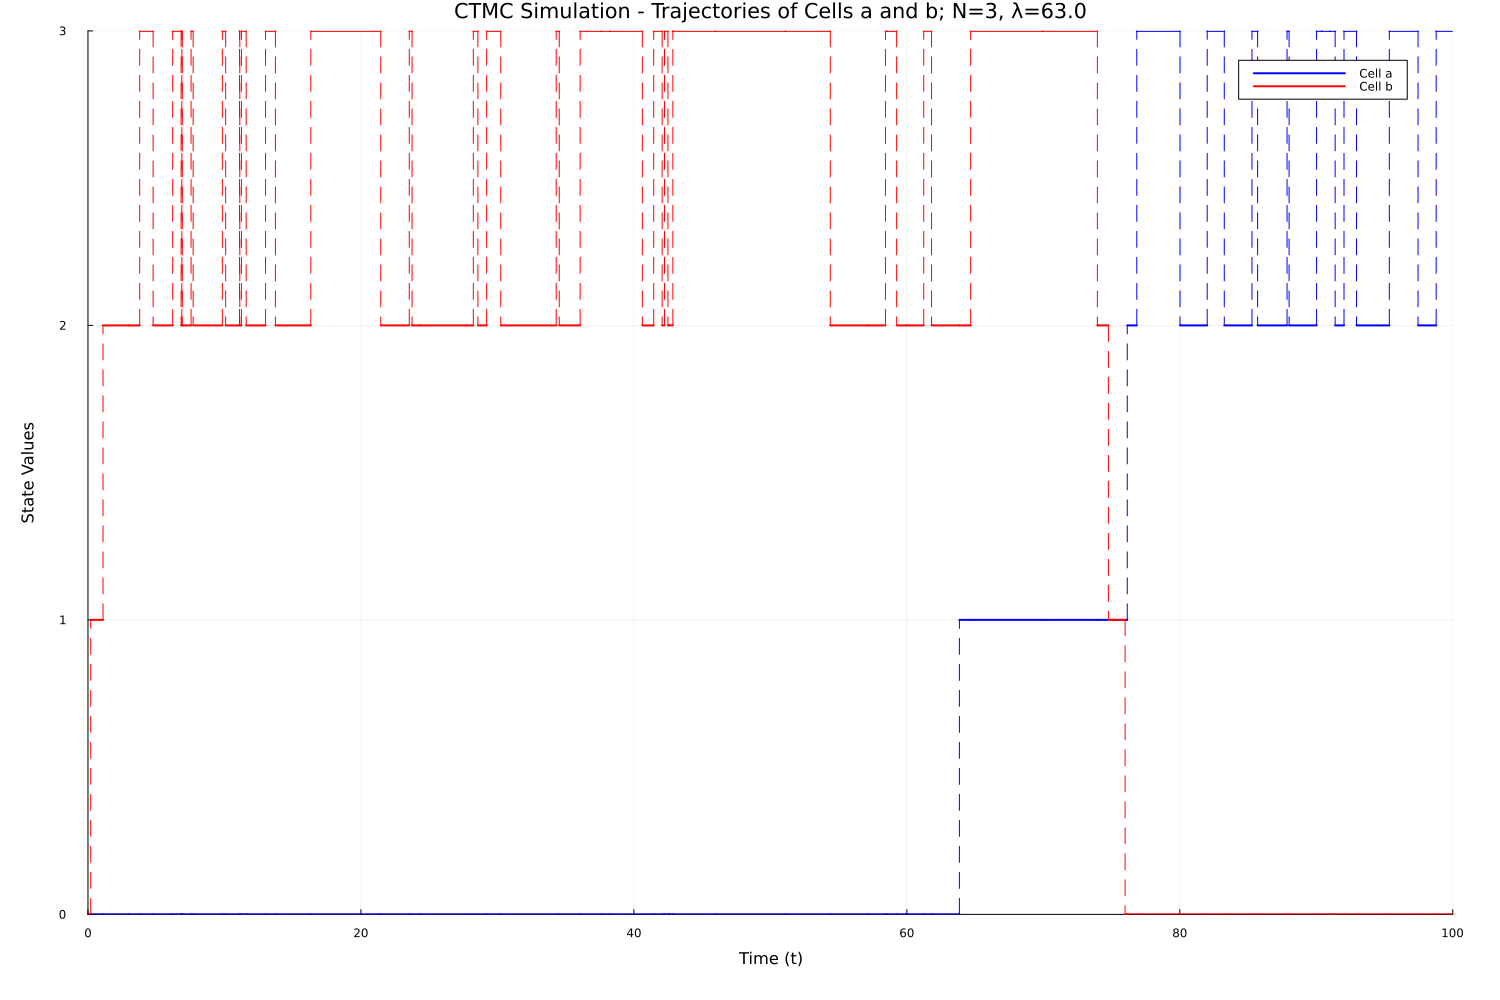 CTMC Simulation - Trajectories of Cells a and b; N=3, λ=63.0
3
Cell a
Cell b
2
State Values
1
0
0 20 40 60 80 100
Time (t)